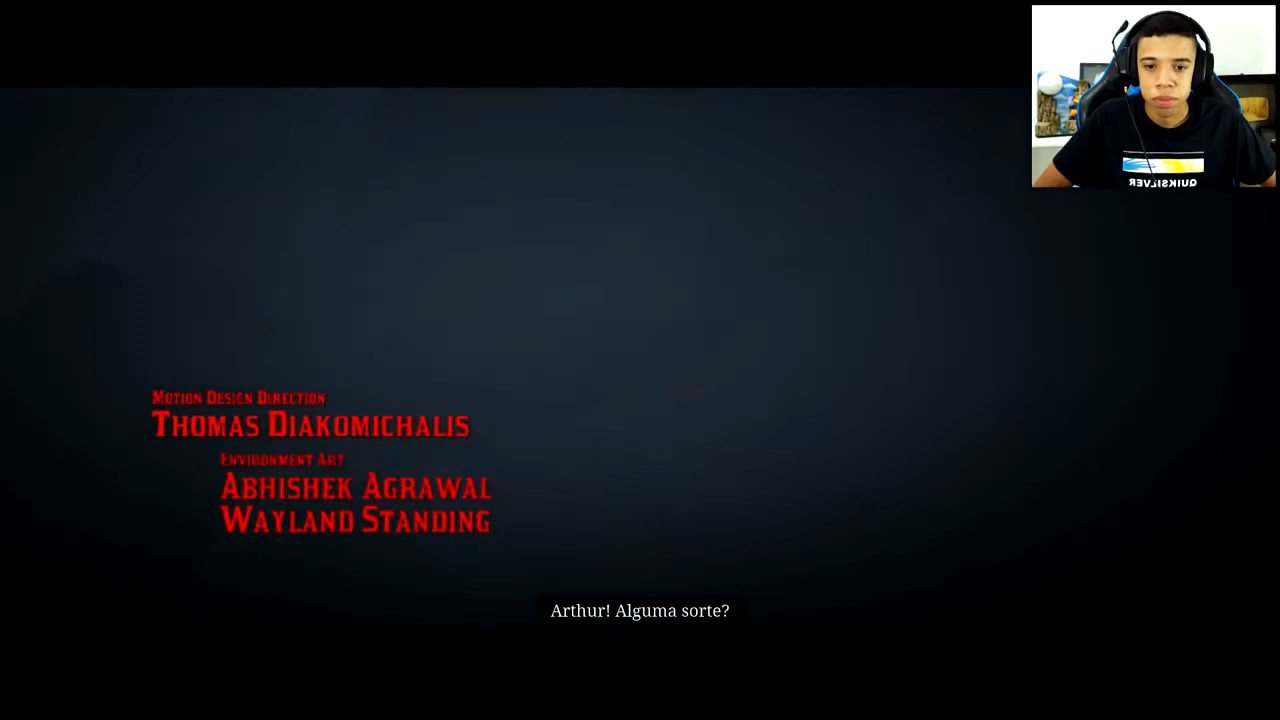 QUIKSILVER
MOTION DESIGN DIRECTION
THOMAS DIAKOMICHALIS
ENVIRONMENT ART
ABHISHEK AGRAWAL
WAYLAND STANDING
Arthur! Alguma sorte?